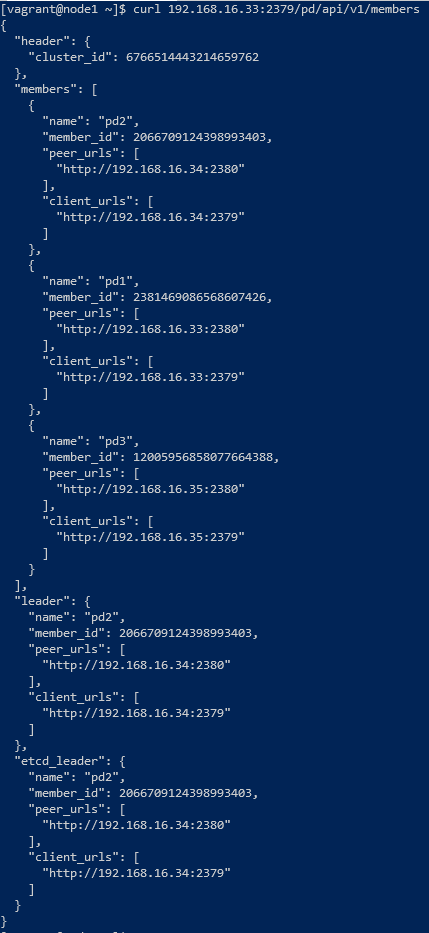 [vagrant@node1 ~]$ curl 192.168.16.33:2379/pd/api/v1/members
{
  "header": {
    "cluster_id": 6766514443214659762
  },
  "members": [
    {
      "name": "pd2",
      "member_id": 2066709124398993403,
      "peer_urls": [
        "http://192.168.16.34:2380"
      ],
      "client_urls": [
        "http://192.168.16.34:2379"
      ]
    },
    {
      "name": "pd1",
      "member_id": 2381469086568607426,
      "peer_urls": [
        "http://192.168.16.33:2380"
      ],
      "client_urls": [
        "http://192.168.16.33:2379"
      ]
    },
    {
      "name": "pd3",
      "member_id": 12005956858077664388,
      "peer_urls": [
        "http://192.168.16.35:2380"
      ],
      "client_urls": [
        "http://192.168.16.35:2379"
      ]
    }
  ],
  "leader": {
    "name": "pd2",
    "member_id": 2066709124398993403,
    "peer_urls": [
      "http://192.168.16.34:2380"
    ],
    "client_urls": [
      "http://192.168.16.34:2379"
    ]
  },
  "etcd_leader": {
    "name": "pd2",
    "member_id": 2066709124398993403,
    "peer_urls": [
      "http://192.168.16.34:2380"
    ],
    "client_urls": [
      "http://192.168.16.34:2379"
    ]
  }
}